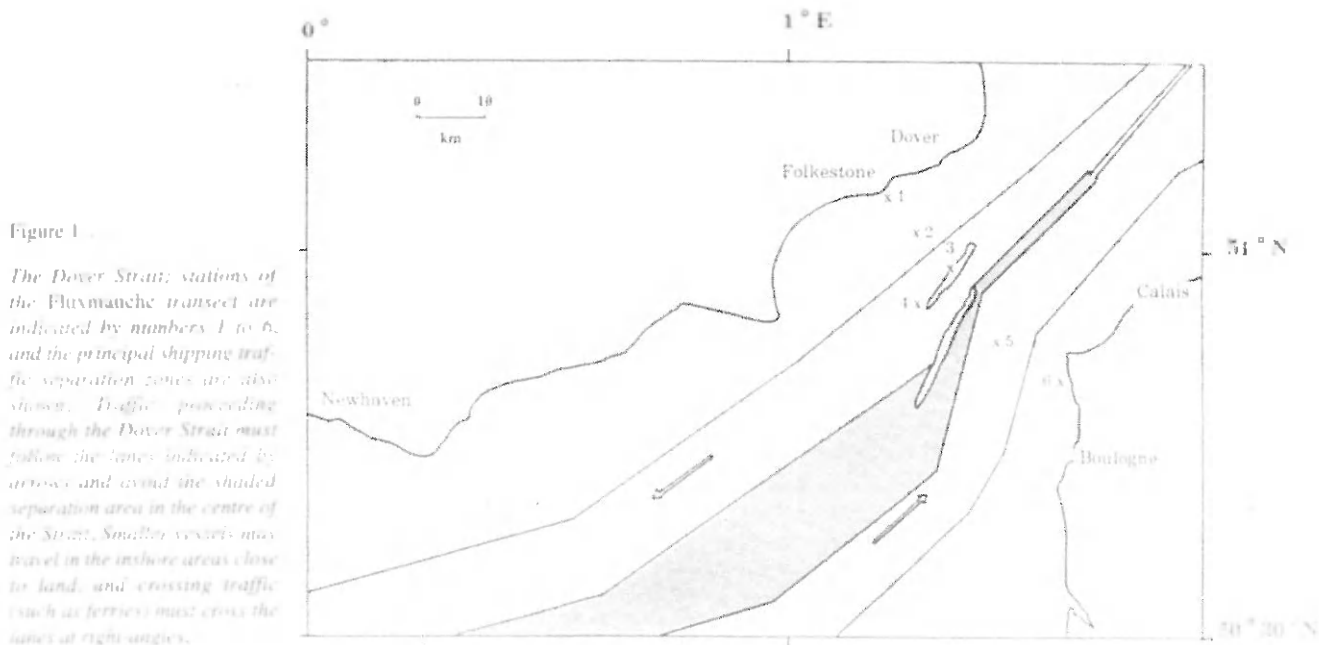 0° 1° E
0 10
km
Dover
Folkestone
x 1
x 2
3
x
51° N
Calais
4 x
x 5
6 x
Newhaven
Boulogne
50° 30' N
Figure 1
The Dover Strait; stations of
the Fluxmanche transect are
indicated by numbers 1 to 6,
and the principal shipping traf-
fic separation zones are also
shown. Traffic proceeding
through the Dover Strait must
follow the lanes indicated by
arrows and avoid the shaded
separation area in the centre of
the Strait. Smaller vessels may
travel in the inshore areas close
to land, and crossing traffic
(such as ferries) must cross the
lanes at right-angles.